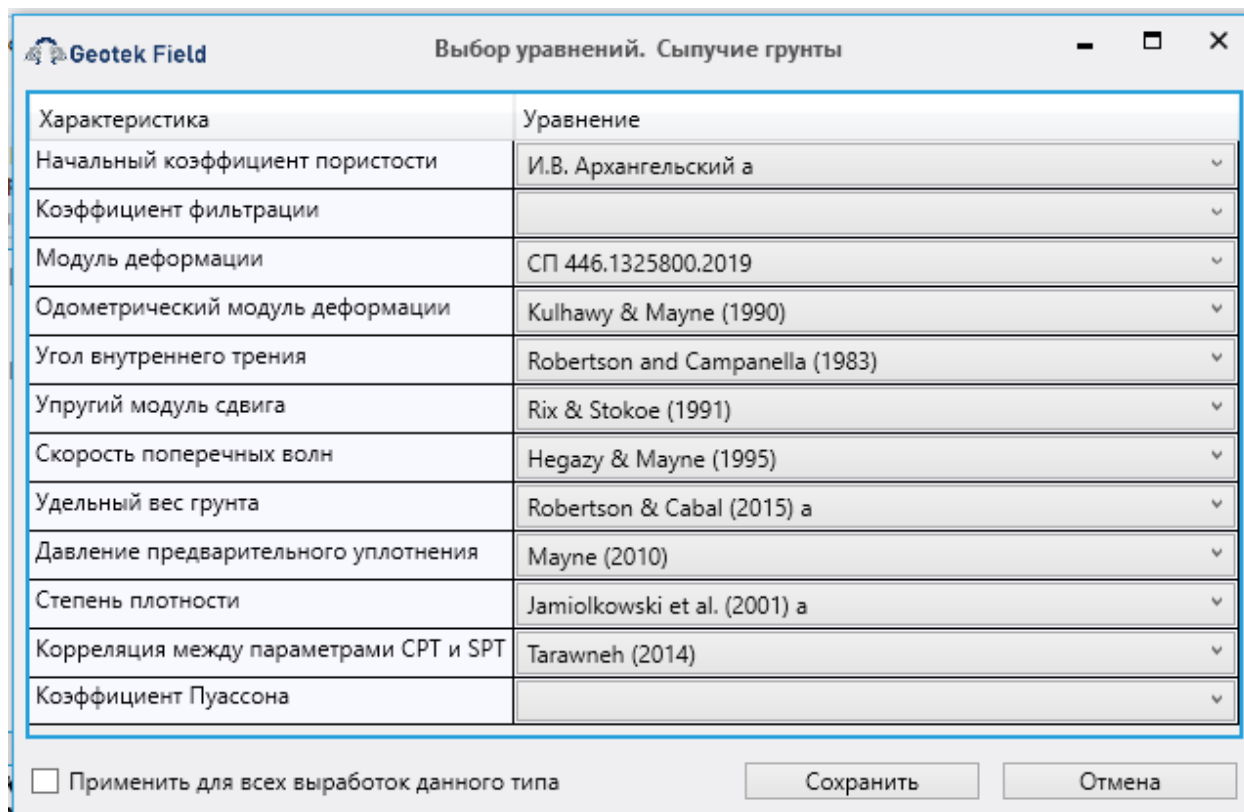 Geotek Field
Выбор уравнений. Сыпучие грунты
Характеристика Уравнение
Начальный коэффициент пористости И.В. Архангельский а
Коэффициент фильтрации
Модуль деформации СП 446.1325800.2019
Одометрический модуль деформации Kulhawy & Mayne (1990)
Угол внутреннего трения Robertson and Campanella (1983)
Упругий модуль сдвига Rix & Stokoe (1991)
Скорость поперечных волн Hegazy & Mayne (1995)
Удельный вес грунта Robertson & Cabal (2015) a
Давление предварительного уплотнения Mayne (2010)
Степень плотности Jamiolkowski et al. (2001) a
Корреляция между параметрами CPT и SPT Tarawneh (2014)
Коэффициент Пуассона
Применить для всех выработок данного типа Сохранить Отмена